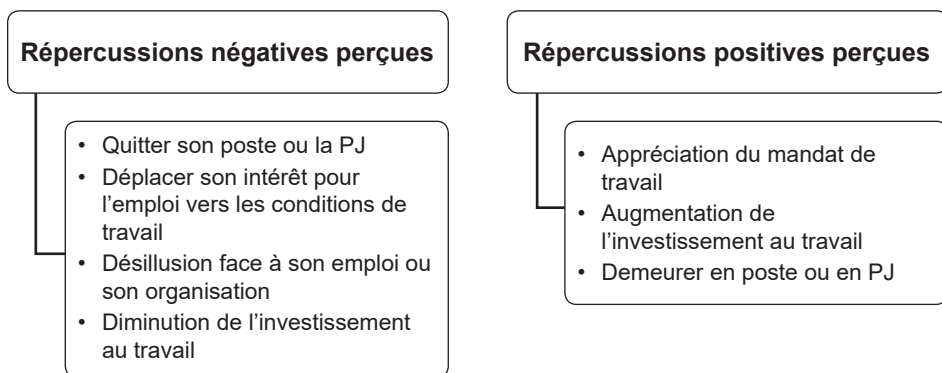 Répercussions négatives perçues
• Quitter son poste ou la PJ
• Déplacer son intérêt pour
l’emploi vers les conditions de
travail
• Désillusion face à son emploi ou
son organisation
• Diminution de l’investissement
au travail
Répercussions positives perçues
• Appréciation du mandat de
travail
• Augmentation de
l’investissement au travail
• Demeurer en poste ou en PJ